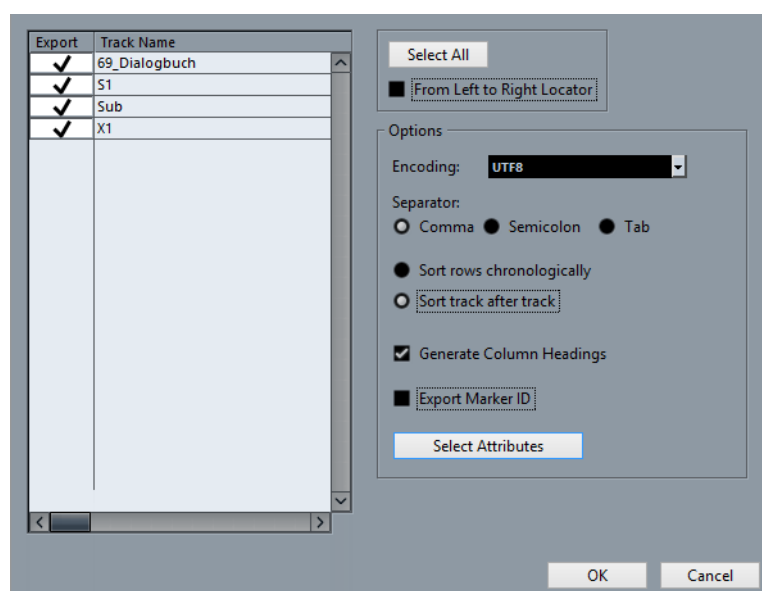 Export Track Name
69_Dialogbuch
S1
Sub
X1
Select All
From Left to Right Locator
Options
Encoding: UTF8
Separator:
Comma Semicolon Tab
Sort rows chronologically
Sort track after track
Generate Column Headings
Export Marker ID
Select Attributes
OK Cancel